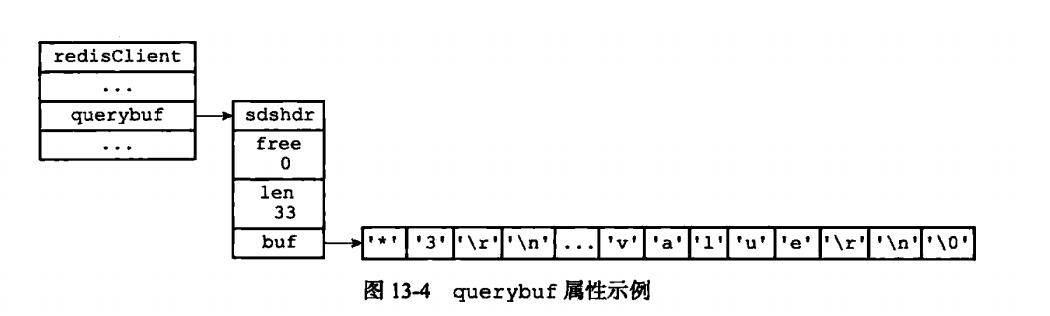 redisClient
...
querybuf
...
sdshdr
free
0
len
33
buf
'*' '3' '\r' '\n' ... 'v' 'a' 'l' 'u' 'e' '\r' '\n' '\0'
图 13-4 querybuf 属性示例